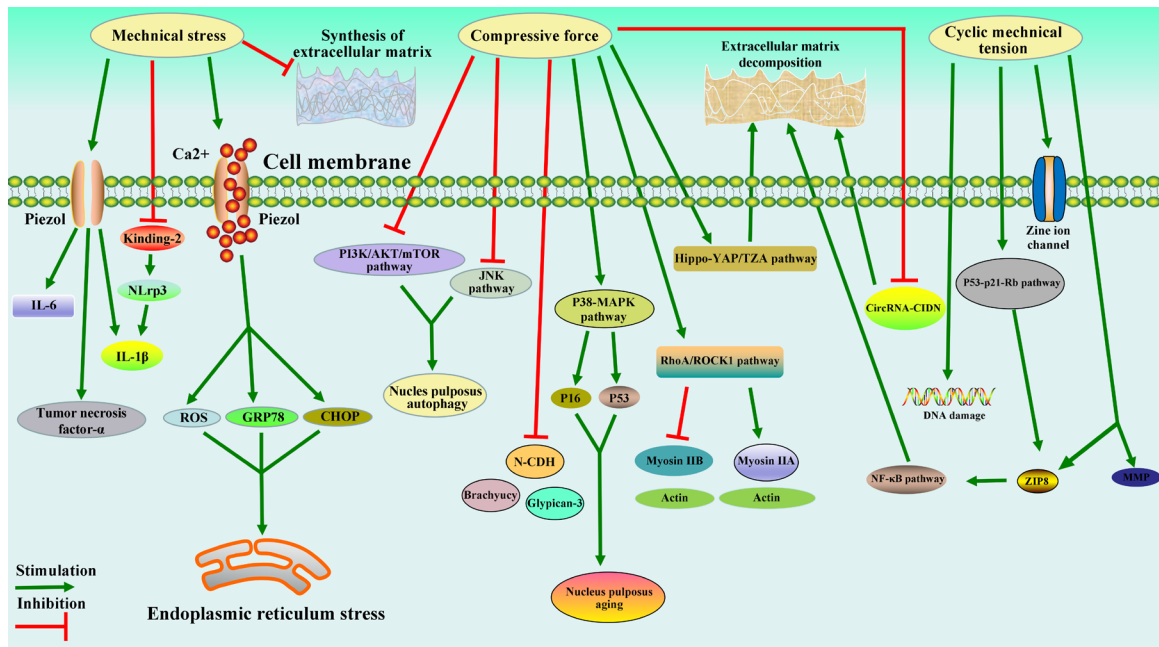 Mechnical stress
Synthesis of
extracellular matrix
Compressive force
Extracellular matrix
decomposition
Cyclic mechnical
tension
Ca2+
Cell membrane
Piezol
Piezol
Kinding-2
NLrp3
IL-6
IL-1β
Tumor necrosis
factor-α
ROS
GRP78
CHOP
Endoplasmic reticulum stress
PI3K/AKT/mTOR
pathway
JNK
pathway
Nucles pulposus
autophagy
N-CDH
Brachyucy
Glypican-3
P38-MAPK
pathway
P16
P53
Nucleus pulposus
aging
Hippo-YAP/TZA pathway
RhoA/ROCK1 pathway
Myosin IIB
Myosin IIA
Actin
Actin
CircRNA-CIDN
Zine ion
channel
P53-p21-Rb pathway
DNA damage
NF-κB pathway
ZIP8
MMP
Stimulation
Inhibition